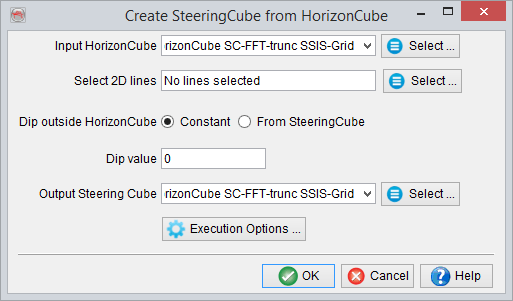 Create SteeringCube from HorizonCube
Input HorizonCube rizonCube SC-FFT-trunc SSIS-Grid Select ...
Select 2D lines No lines selected Select ...
Dip outside HorizonCube Constant From SteeringCube
Dip value 0
Output Steering Cube rizonCube SC-FFT-trunc SSIS-Grid Select ...
Execution Options ...
OK Cancel Help